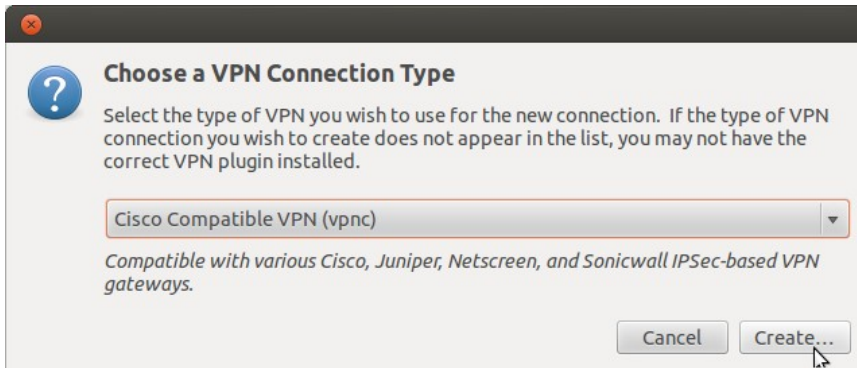 Choose a VPN Connection Type
Select the type of VPN you wish to use for the new connection. If the type of VPN
connection you wish to create does not appear in the list, you may not have the
correct VPN plugin installed.
Cisco Compatible VPN (vpnc)
Compatible with various Cisco, Juniper, Netscreen, and Sonicwall IPSec-based VPN
gateways.
Cancel
Create...